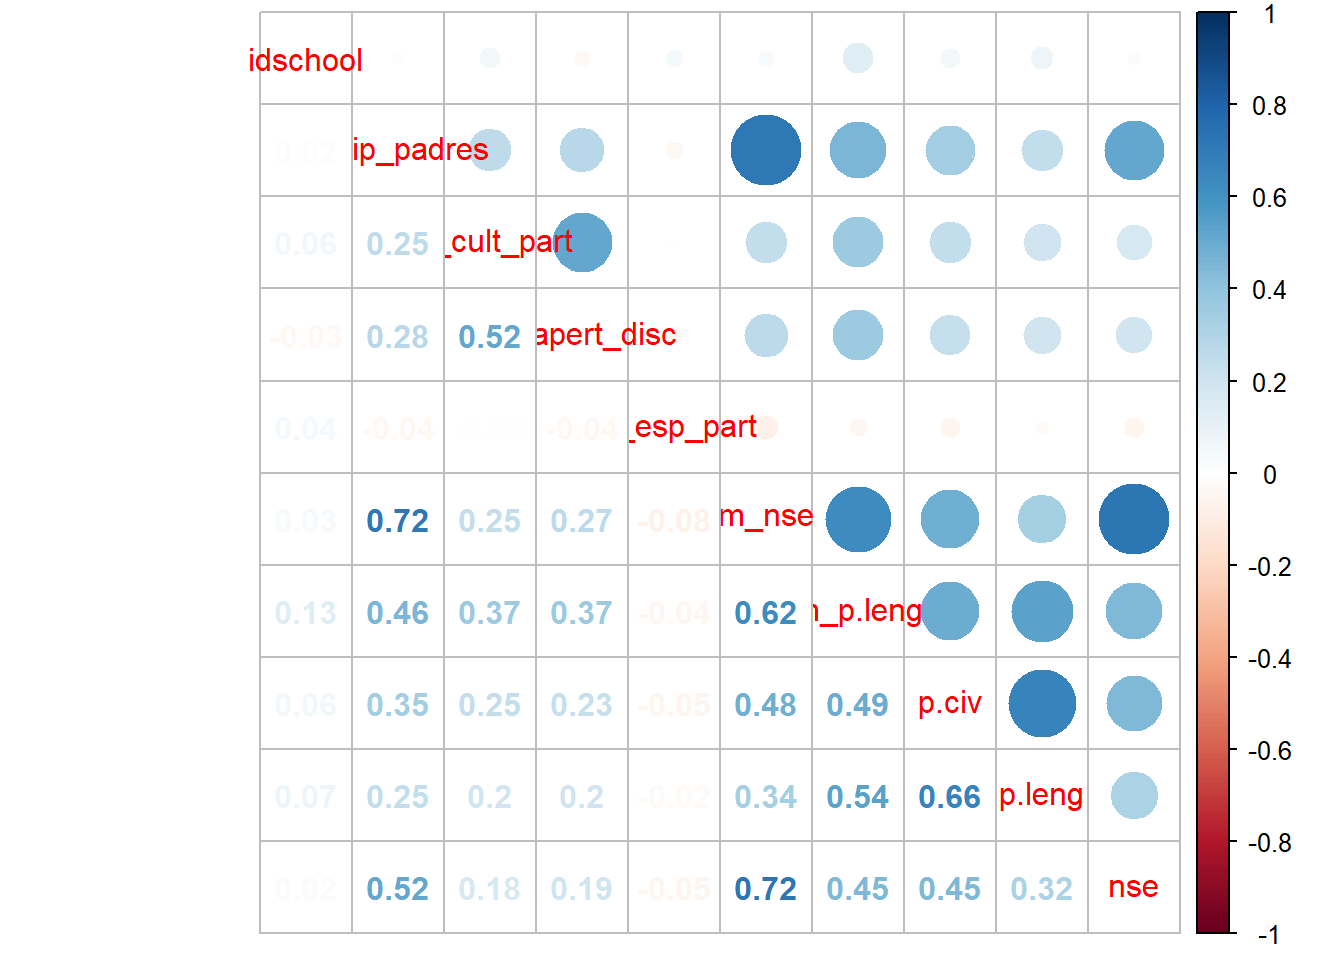 idschool
1
0.02 ip_padres
0.8
0.06 0.25 _cult_part
0.6
-0.03 0.28 0.52 apert_disc
0.4
0.2
0.04 -0.04 -0.04 _esp_part
0
0.03 0.72 0.25 0.27 -0.08 m_nse
-0.2
0.13 0.46 0.37 0.37 -0.04 0.62 _p.leng
-0.4
0.06 0.35 0.25 0.23 -0.05 0.48 0.49 p.civ
-0.6
0.07 0.25 0.2 0.2 -0.02 0.34 0.54 0.66 p.leng
-0.8
0.02 0.52 0.18 0.19 -0.05 0.72 0.45 0.45 0.32 nse
-1